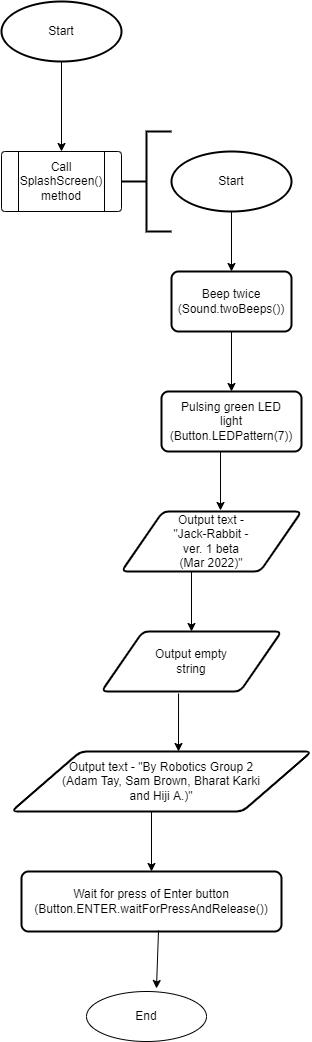 Start
Call
SplashScreen()
method
Start
Beep twice
(Sound.twoBeeps())
Pulsing green LED
light
(Button.LEDPattern(7))
Output text -
"Jack-Rabbit -
ver. 1 beta
(Mar 2022)"
Output empty
string
Output text - "By Robotics Group 2
(Adam Tay, Sam Brown, Bharat Karki
and Hiji A.)"
Wait for press of Enter button
(Button.ENTER.waitForPressAndRelease())
End